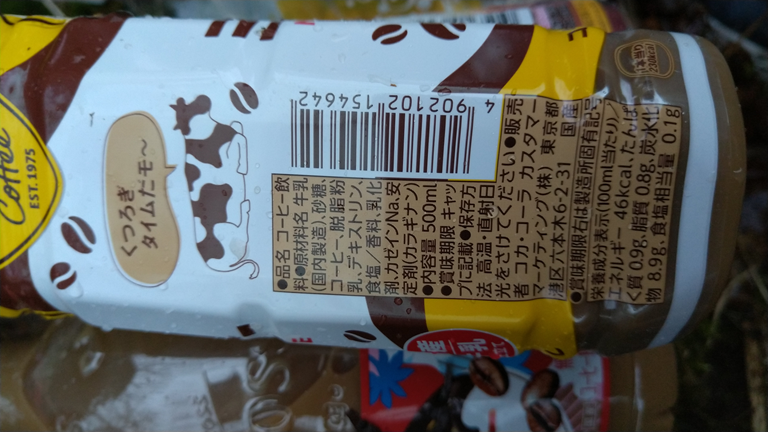 Coffee
EST. 1975
くつろぎ
タイムだモ～
4 902102 154642
●品名 コーヒー飲
料●原材料名 牛乳
(国内製造)、砂糖、
コーヒー、脱脂粉
乳、デキストリン、
食塩/香料、乳化
剤、カゼインNa、安
定剤(カラギナン)
●内容量 500mL
●賞味期限 キャッ
プに記載●保存方
法 高温・直射日
光をさけてください●販売
者 コカ・コーラ カスタマー
マーケティング(株) 東京都
港区六本木6-2-31
●賞味期限右は製造所固有記号
栄養成分表示(100ml当たり)
エネルギー 46kcal、たんぱ
く質 0.9g、脂質 0.8g、炭水化
物 8.9g、食塩相当量 0.1g
1本当り
230kcal